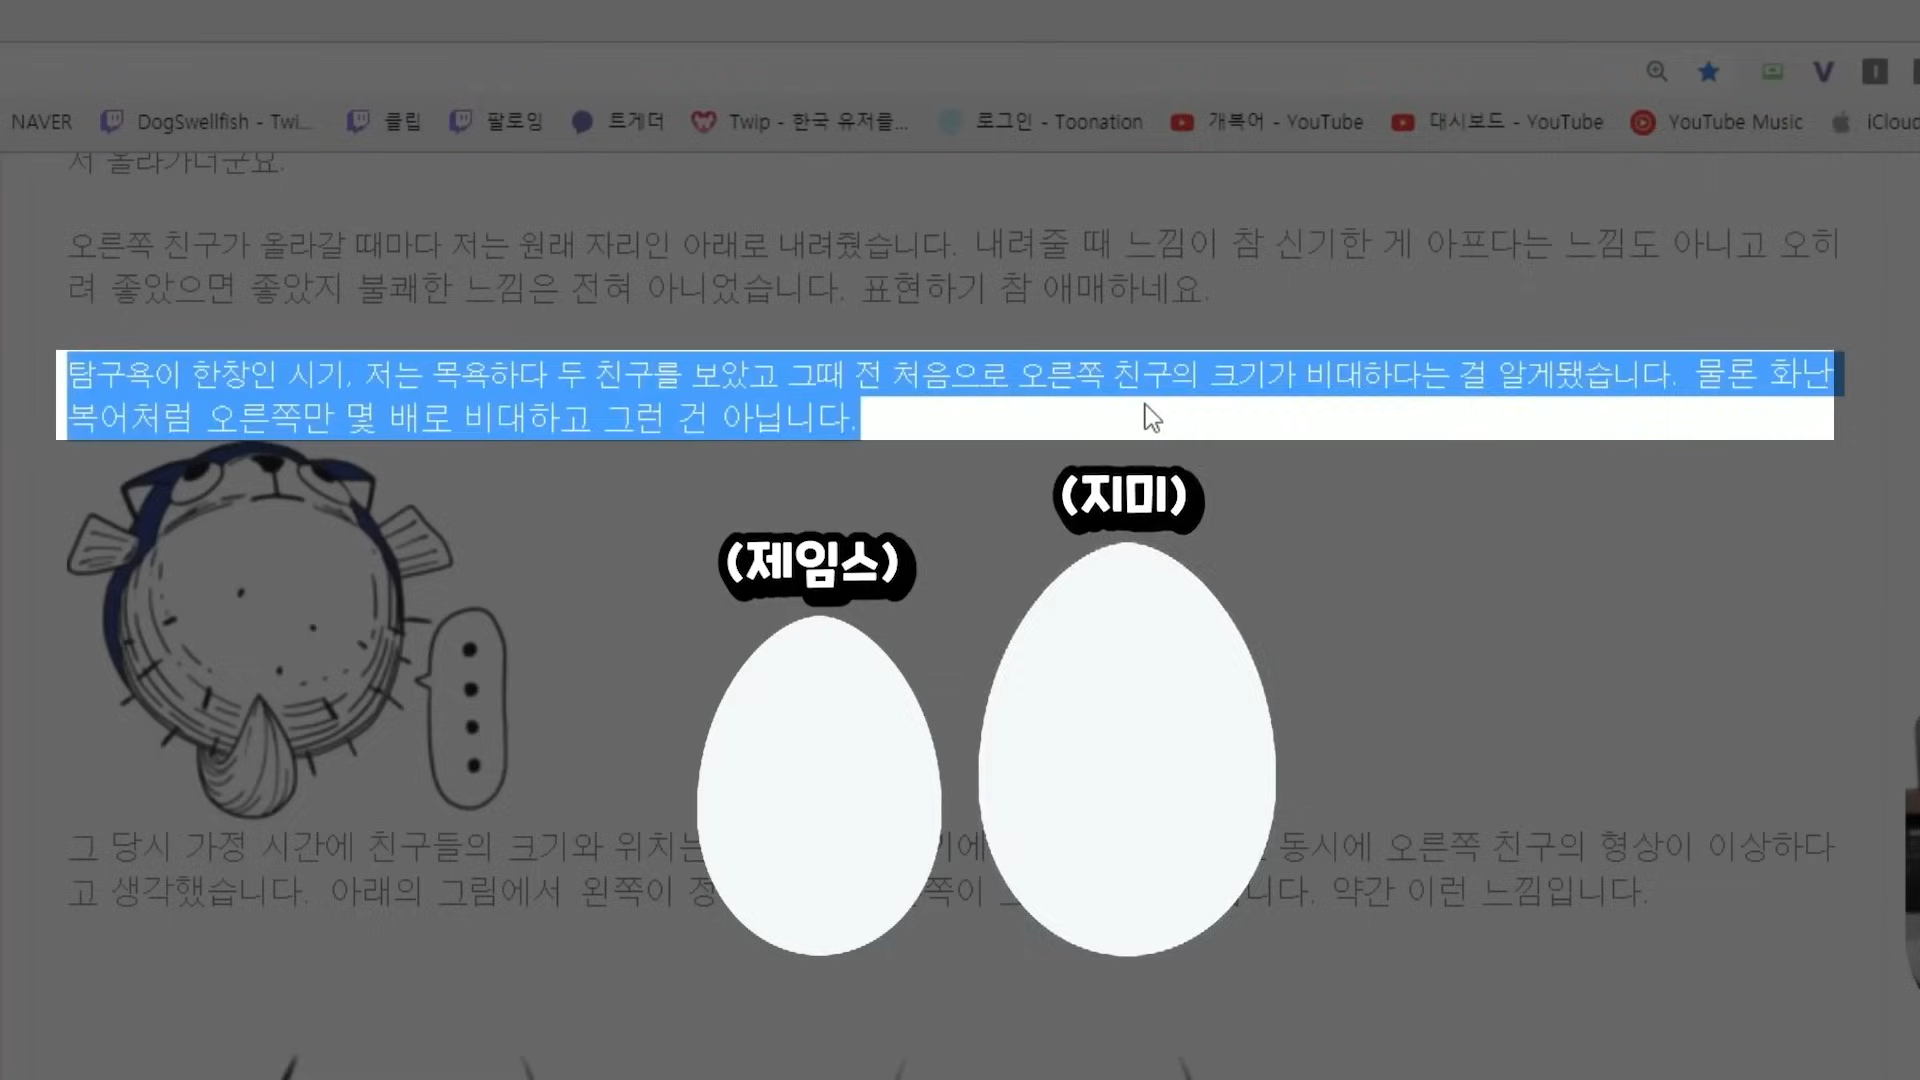 NAVER DogSwellfish - Twi... 클립 팔로잉 트게더 Twip - 한국 유저들... 로그인 - Toonation 개복어 - YouTube 대시보드 - YouTube YouTube Music iCloud
저 올라가더군요.
오른쪽 친구가 올라갈 때마다 저는 원래 자리인 아래로 내려줬습니다. 내려줄 때 느낌이 참 신기한 게 아프다는 느낌도 아니고 오히
려 좋았으면 좋았지 불쾌한 느낌은 전혀 아니었습니다. 표현하기 참 애매하네요.
탐구욕이 한창인 시기, 저는 목욕하다 두 친구를 보았고 그때 전 처음으로 오른쪽 친구의 크기가 비대하다는 걸 알게됐습니다. 물론 화난
복어처럼 오른쪽만 몇 배로 비대하고 그런 건 아닙니다.
(지미)
(제임스)
그 당시 가정 시간에 친구들의 크기와 위치는 기에 동시에 오른쪽 친구의 형상이 이상하다
고 생각했습니다. 아래의 그림에서 왼쪽이 정 쪽이 니다. 약간 이런 느낌입니다.